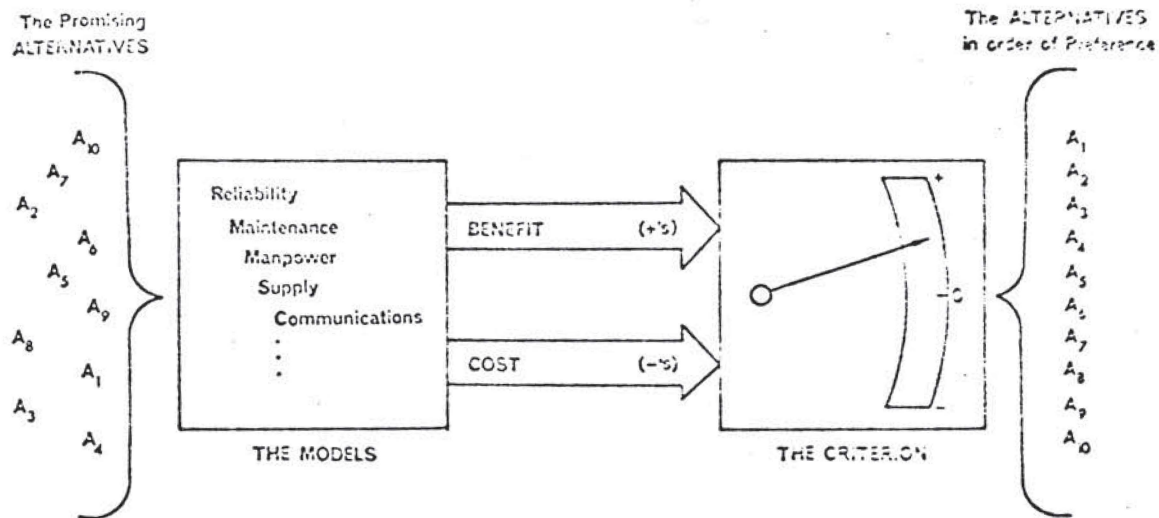 The Promising
ALTERNATIVES
A10
A7
A2
A6
A5
A9
A8
A1
A3
A4
Reliability
Maintenance
Manpower
Supply
Communications
THE MODELS
BENEFIT (+'s)
COST (–'s)
+
–0
–
THE CRITERION
The ALTERNATIVES
in order of Preference
A1
A2
A3
A4
A5
A6
A7
A8
A9
A10